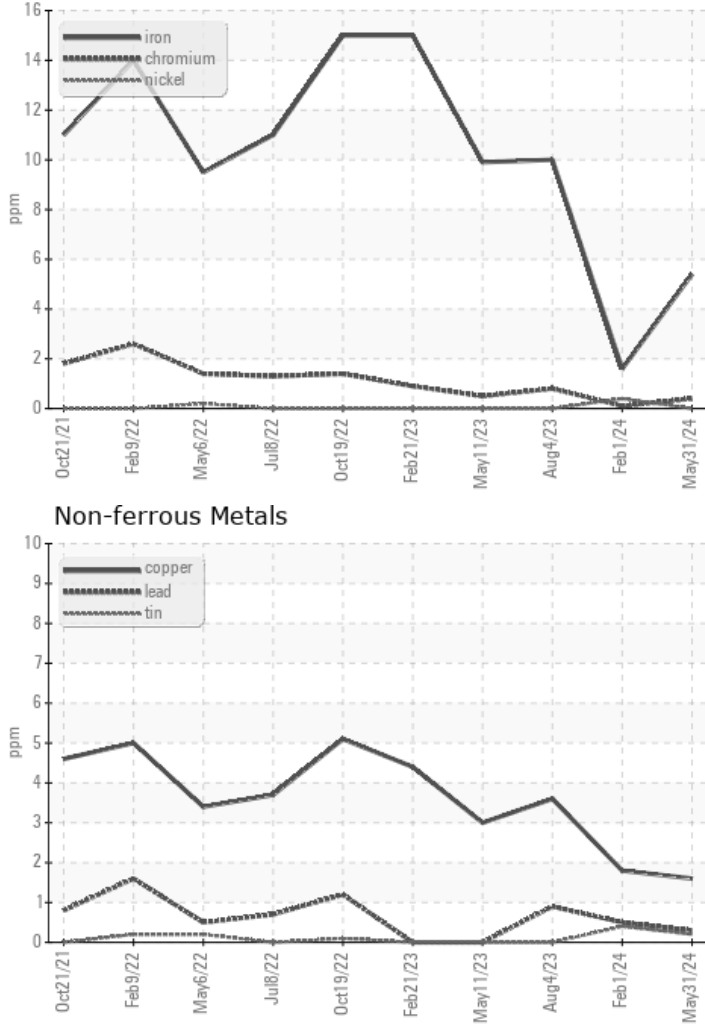 16
14
12
10
8
6
4
2
0
ppm
iron
chromium
nickel
Oct21/21
Feb9/22
May6/22
Jul8/22
Oct19/22
Feb21/23
May11/23
Aug4/23
Feb1/24
May31/24
Non-ferrous Metals
10
9
8
7
6
5
4
3
2
1
0
ppm
copper
lead
tin
Oct21/21
Feb9/22
May6/22
Jul8/22
Oct19/22
Feb21/23
May11/23
Aug4/23
Feb1/24
May31/24